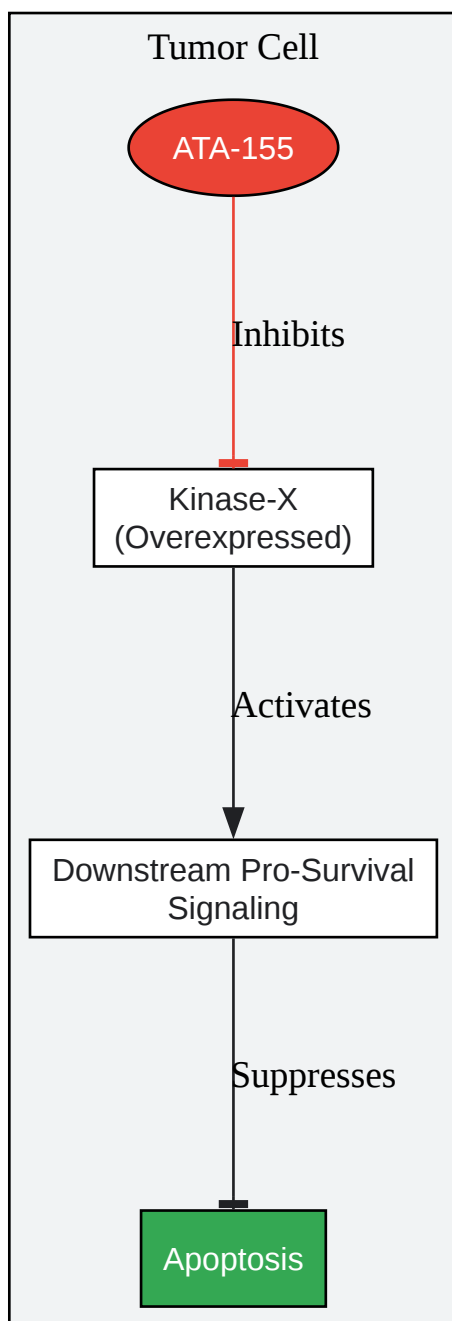 Tumor Cell
ATA-155
Inhibits
Kinase-X
(Overexpressed)
Activates
Downstream Pro-Survival
Signaling
Suppresses
Apoptosis